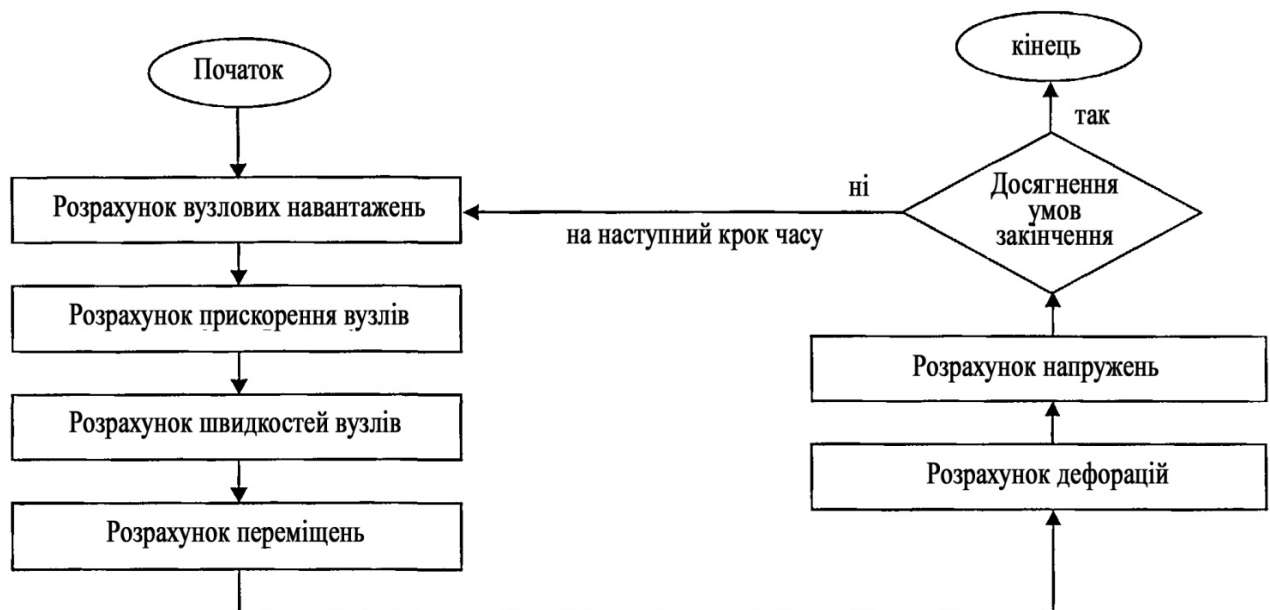 Початок
Розрахунок вузлових навантажень
Розрахунок прискорення вузлів
Розрахунок швидкостей вузлів
Розрахунок переміщень
кінець
так
Досягнення
умов
закінчення
ні
на наступний крок часу
Розрахунок напружень
Розрахунок дефорацій